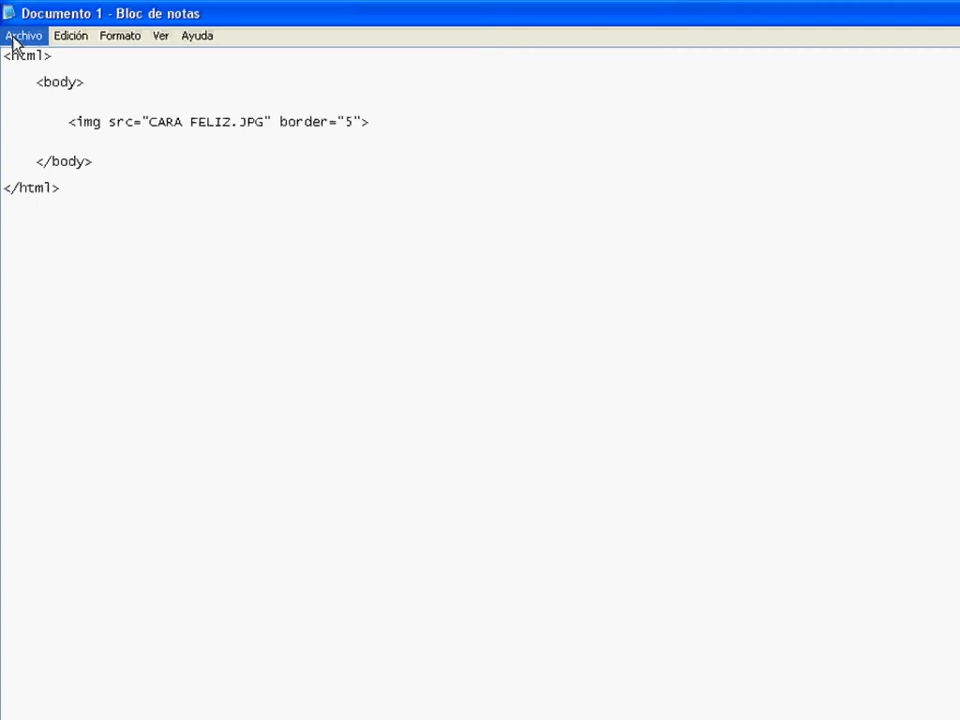 Documento 1 - Bloc de notas
Archivo Edición Formato Ver Ayuda
<html>
<body>
<img src="CARA FELIZ.JPG" border="5">
</body>
</html>